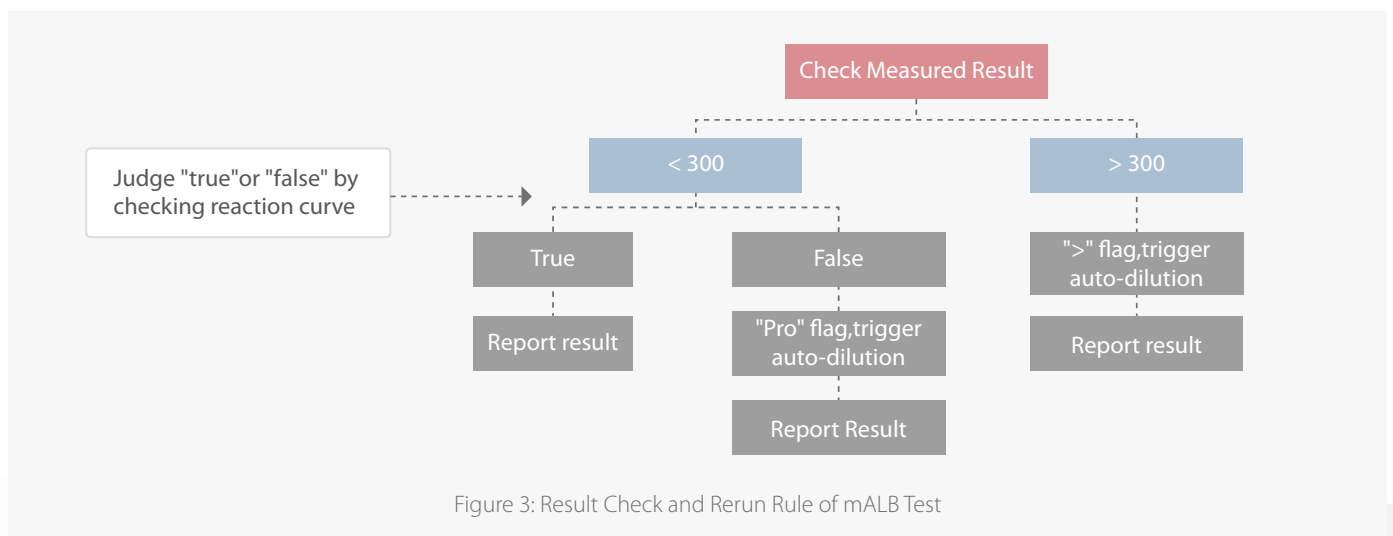 Check Measured Result
< 300
> 300
Judge "true"or "false" by
checking reaction curve
True
False
">" flag,trigger
auto-dilution
Report result
"Pro" flag,trigger
auto-dilution
Report result
Report Result
Figure 3: Result Check and Rerun Rule of mALB Test